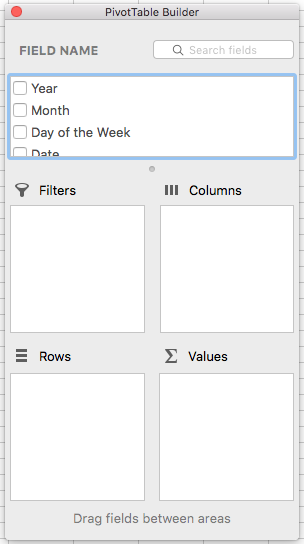 PivotTable Builder
FIELD NAME
Search fields
Year
Month
Day of the Week
Date
Filters
Columns
Rows
Values
Drag fields between areas